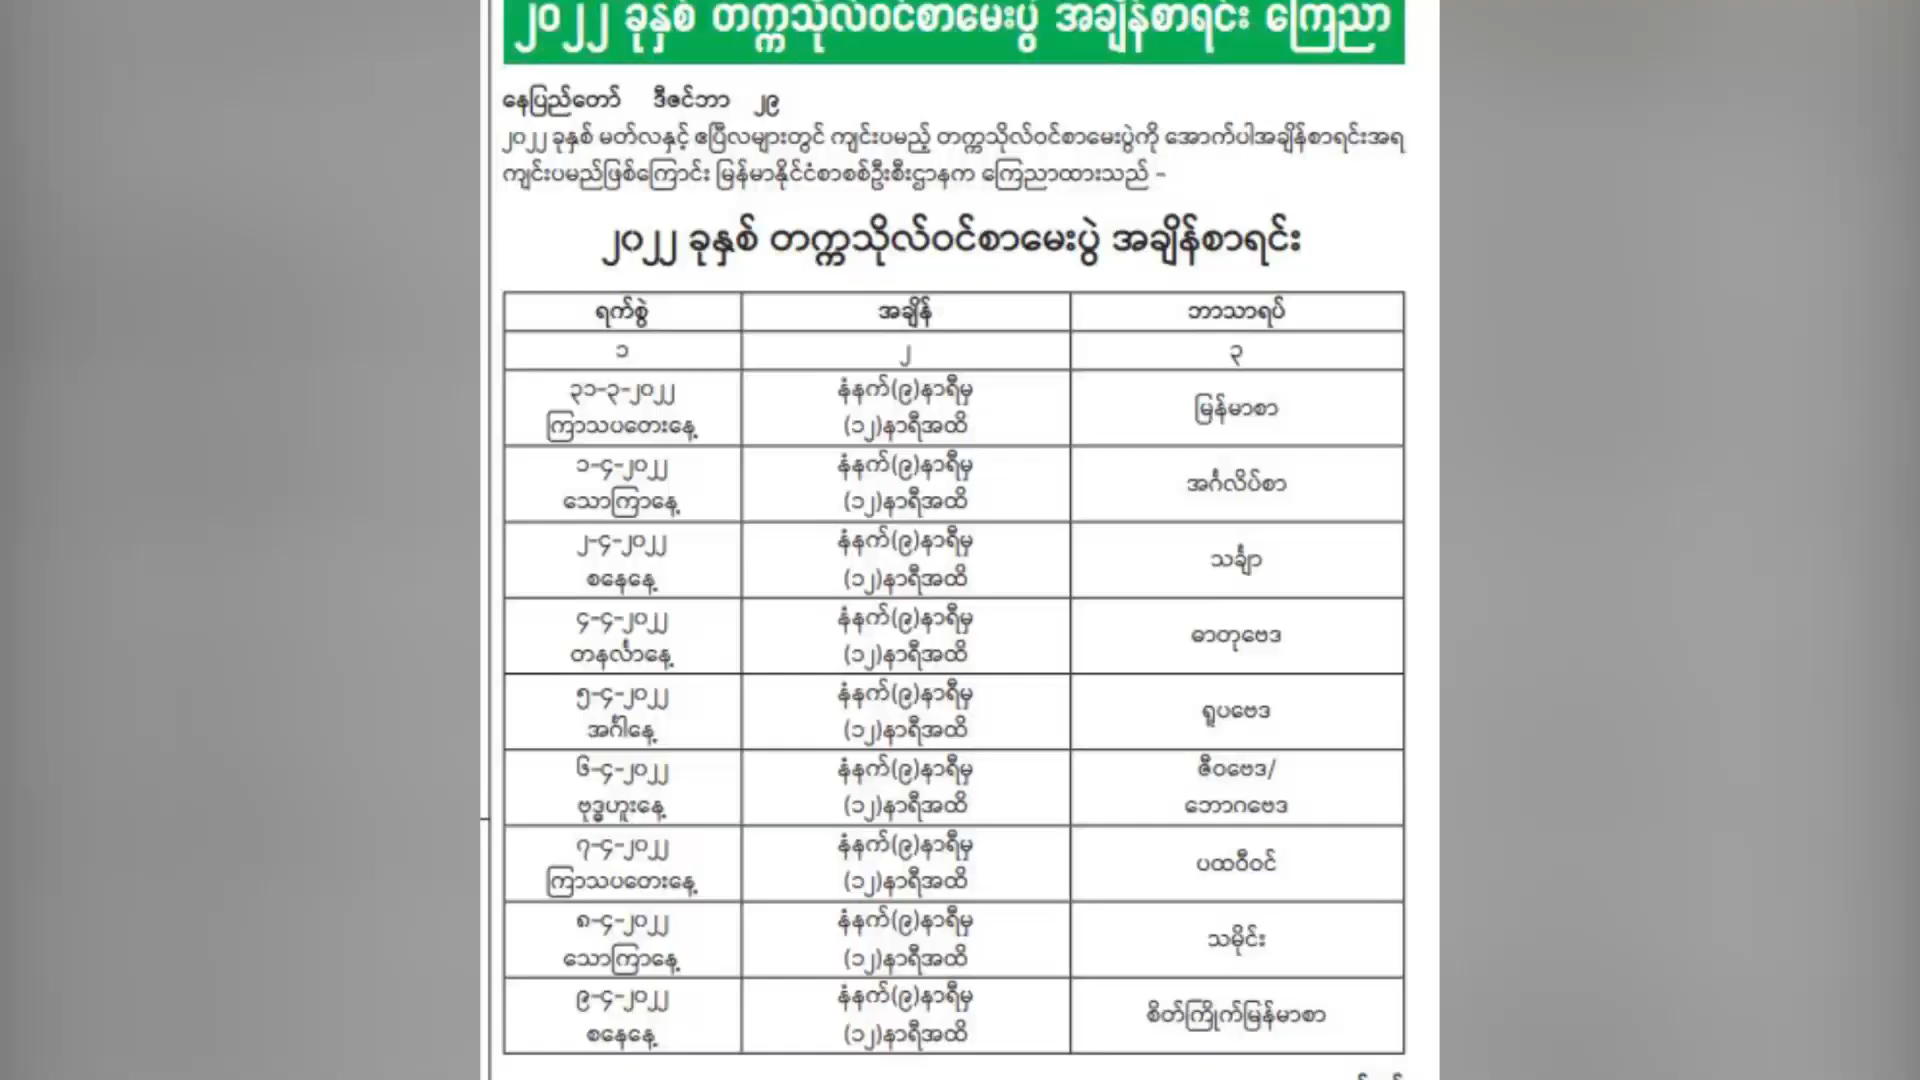 ၂၀၂၂ ခုနှစ် တက္ကသိုလ်ဝင်စာမေးပွဲ အချိန်စာရင်း ကြေညာ
နေပြည်တော် ဒီဇင်ဘာ ၂၉
၂၀၂၂ ခုနှစ် မတ်လနှင့် ဧပြီလများတွင် ကျင်းပမည့် တက္ကသိုလ်ဝင်စာမေးပွဲကို အောက်ပါအချိန်စာရင်းအရ
ကျင်းပမည်ဖြစ်ကြောင်း မြန်မာနိုင်ငံစာစစ်ဦးစီးဌာနက ကြေညာထားသည် -
၂၀၂၂ ခုနှစ် တက္ကသိုလ်ဝင်စာမေးပွဲ အချိန်စာရင်း
ရက်စွဲ အချိန် ဘာသာရပ်
၁ ၂ ၃
၃၁-၃-၂၀၂၂ နံနက်(၉)နာရီမှ
ကြာသပတေးနေ့ (၁၂)နာရီအထိ မြန်မာစာ
၁-၄-၂၀၂၂ နံနက်(၉)နာရီမှ
သောကြာနေ့ (၁၂)နာရီအထိ အင်္ဂလိပ်စာ
၂-၄-၂၀၂၂ နံနက်(၉)နာရီမှ
စနေနေ့ (၁၂)နာရီအထိ သင်္ချာ
၄-၄-၂၀၂၂ နံနက်(၉)နာရီမှ
တနင်္လာနေ့ (၁၂)နာရီအထိ ဓာတုဗေဒ
၅-၄-၂၀၂၂ နံနက်(၉)နာရီမှ
အင်္ဂါနေ့ (၁၂)နာရီအထိ ရူပဗေဒ
၆-၄-၂၀၂၂ နံနက်(၉)နာရီမှ ဇီဝဗေဒ/
ဗုဒ္ဓဟူးနေ့ (၁၂)နာရီအထိ ဘောဂဗေဒ
၇-၄-၂၀၂၂ နံနက်(၉)နာရီမှ
ကြာသပတေးနေ့ (၁၂)နာရီအထိ ပထဝီဝင်
၈-၄-၂၀၂၂ နံနက်(၉)နာရီမှ
သောကြာနေ့ (၁၂)နာရီအထိ သမိုင်း
၉-၄-၂၀၂၂ နံနက်(၉)နာရီမှ
စနေနေ့ (၁၂)နာရီအထိ စိတ်ကြိုက်မြန်မာစာ